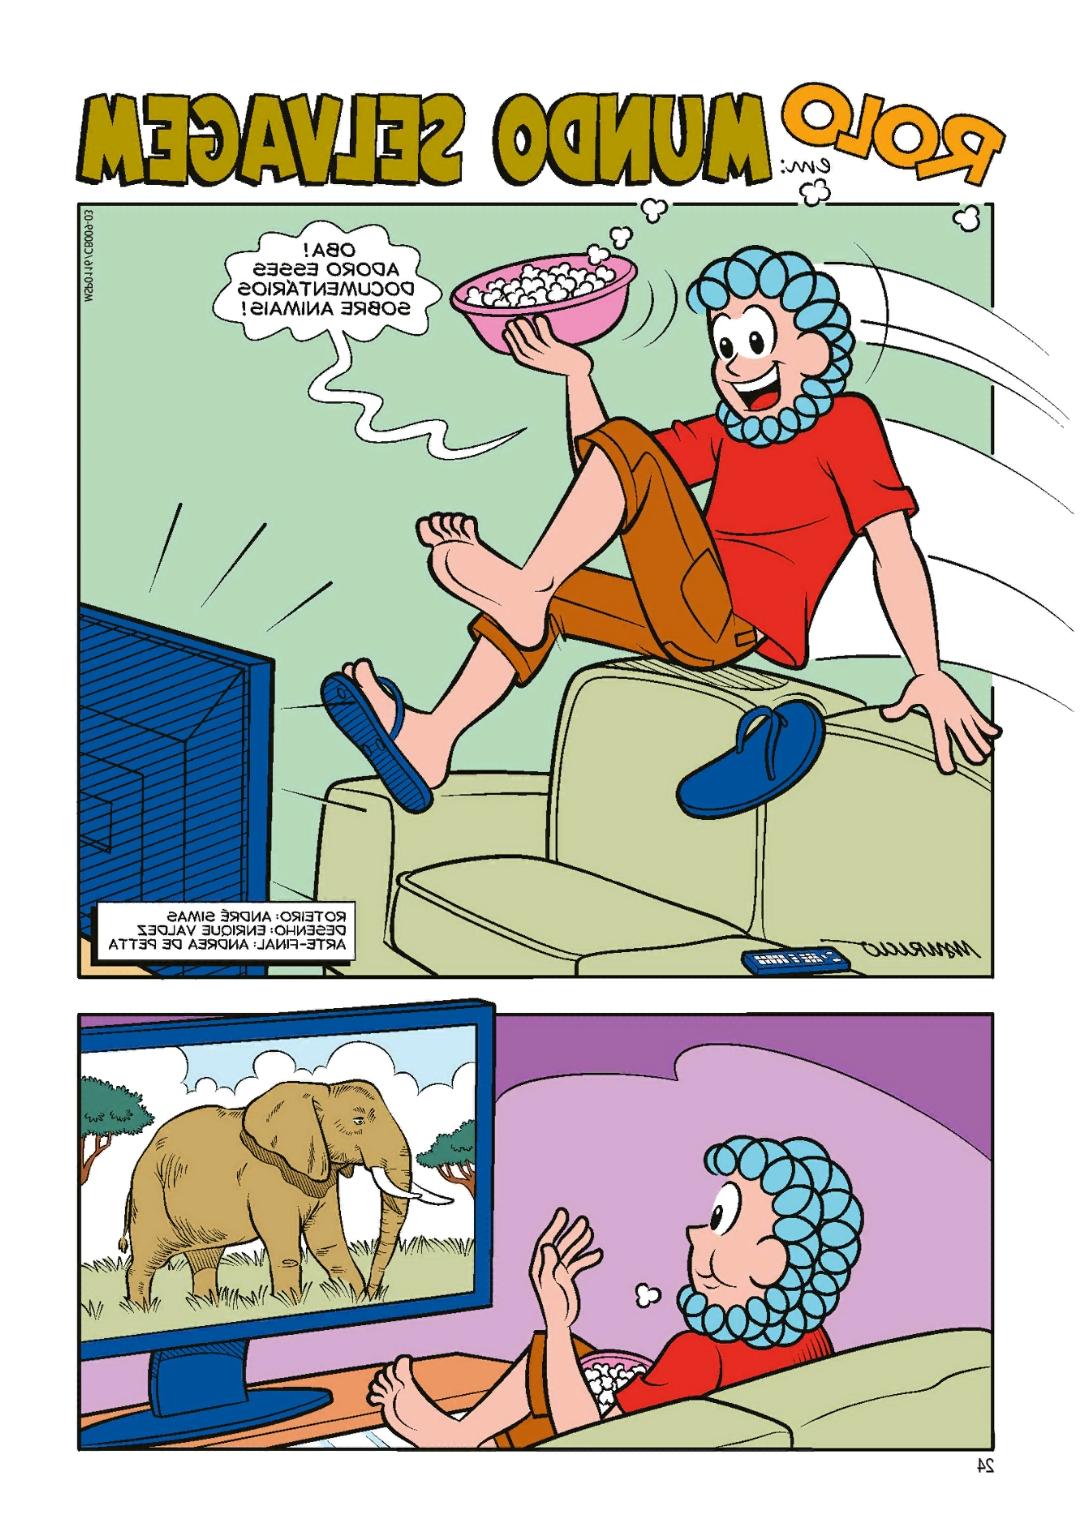 ROLO
em:
MUNDO SELVAGEM
OBA!
ADORO ESSES
DOCUMENTÁRIOS
SOBRE ANIMAIS!
ROTEIRO: ANDRÉ SIMAS
DESENHO: ENRIQUE VALDEZ
ARTE-FINAL: ANDREA DE PETTA
MAURICIO
24